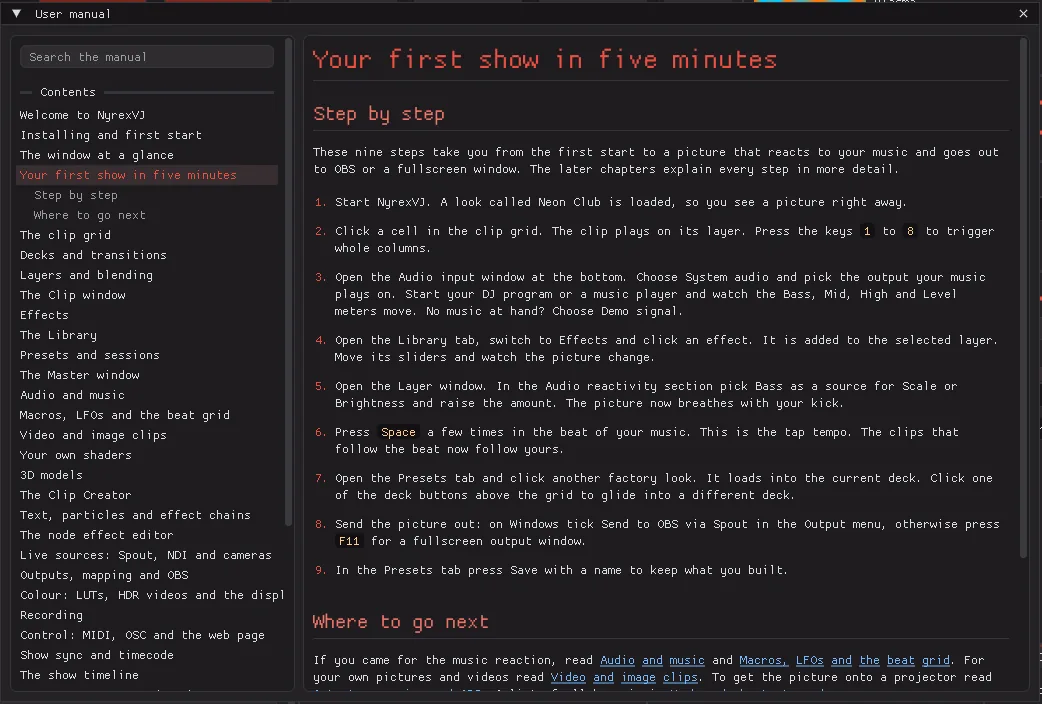 User manual
Search the manual
Contents
Welcome to NyrexVJ
Installing and first start
The window at a glance
Your first show in five minutes
Step by step
Where to go next
The clip grid
Decks and transitions
Layers and blending
The Clip window
Effects
The Library
Presets and sessions
The Master window
Audio and music
Macros, LFOs and the beat grid
Video and image clips
Your own shaders
3D models
The Clip Creator
Text, particles and effect chains
The node effect editor
Live sources: Spout, NDI and cameras
Outputs, mapping and OBS
Colour: LUTs, HDR videos and the displ
Recording
Control: MIDI, OSC and the web page
Show sync and timecode
The show timeline
Your first show in five minutes
Step by step
These nine steps take you from the first start to a picture that reacts to your music and goes out
to OBS or a fullscreen window. The later chapters explain every step in more detail.
1. Start NyrexVJ. A look called Neon Club is loaded, so you see a picture right away.
2. Click a cell in the clip grid. The clip plays on its layer. Press the keys 1 to 8 to trigger
whole columns.
3. Open the Audio input window at the bottom. Choose System audio and pick the output your music
plays on. Start your DJ program or a music player and watch the Bass, Mid, High and Level
meters move. No music at hand? Choose Demo signal.
4. Open the Library tab, switch to Effects and click an effect. It is added to the selected layer.
Move its sliders and watch the picture change.
5. Open the Layer window. In the Audio reactivity section pick Bass as a source for Scale or
Brightness and raise the amount. The picture now breathes with your kick.
6. Press Space a few times in the beat of your music. This is the tap tempo. The clips that
follow the beat now follow yours.
7. Open the Presets tab and click another factory look. It loads into the current deck. Click one
of the deck buttons above the grid to glide into a different deck.
8. Send the picture out: on Windows tick Send to OBS via Spout in the Output menu, otherwise press
F11 for a fullscreen output window.
9. In the Presets tab press Save with a name to keep what you built.
Where to go next
If you came for the music reaction, read Audio and music and Macros, LFOs and the beat grid. For
your own pictures and videos read Video and image clips. To get the picture onto a projector read